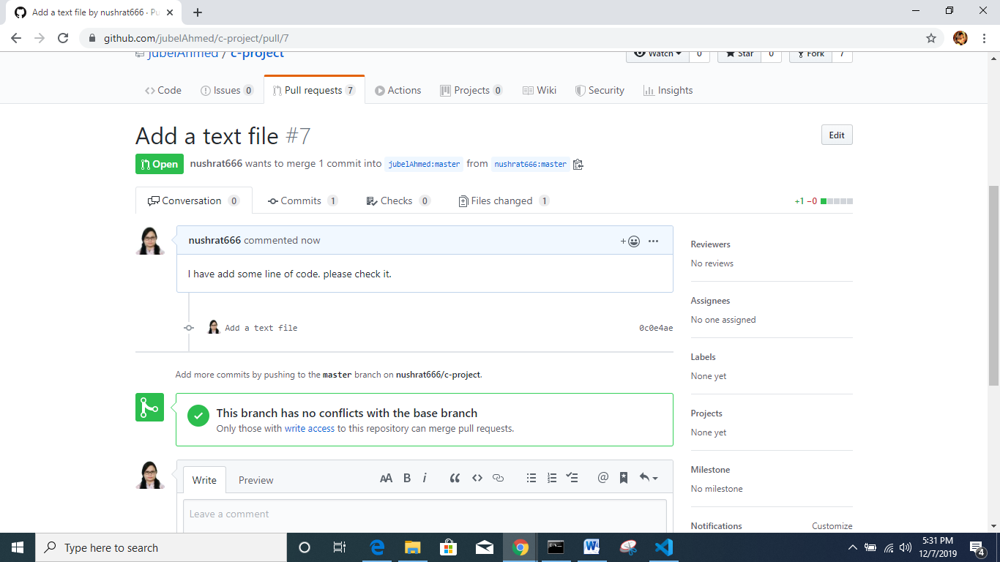 Add a text file by nushrat666 · Pu
github.com/jubelAhmed/c-project/pull/7
jubelAhmed / c-project
Watch 0 Star 0 Fork 7
Code Issues 0 Pull requests 7 Actions Projects 0 Wiki Security Insights
Add a text file #7
Edit
Open nushrat666 wants to merge 1 commit into jubelAhmed:master from nushrat666:master
Conversation 0 Commits 1 Checks 0 Files changed 1 +1 −0
nushrat666 commented now
I have add some line of code. please check it.
Add a text file 0c0e4ae
Add more commits by pushing to the master branch on nushrat666/c-project.
This branch has no conflicts with the base branch
Only those with write access to this repository can merge pull requests.
Write Preview AA B i @
Leave a comment
Reviewers
No reviews
Assignees
No one assigned
Labels
None yet
Projects
None yet
Milestone
No milestone
Notifications Customize
Type here to search
5:31 PM
12/7/2019
4